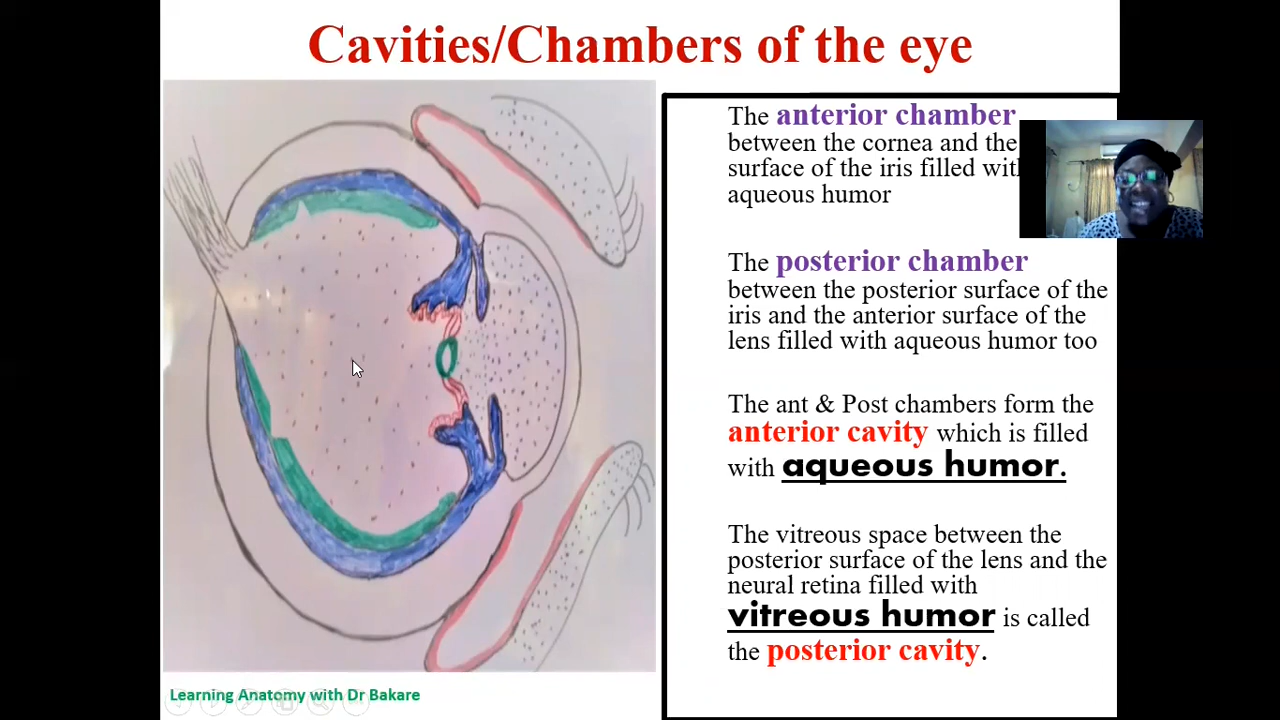 Cavities/Chambers of the eye
The anterior chamber
between the cornea and the
surface of the iris filled with
aqueous humor
The posterior chamber
between the posterior surface of the
iris and the anterior surface of the
lens filled with aqueous humor too
The ant & Post chambers form the
anterior cavity which is filled
with aqueous humor.
The vitreous space between the
posterior surface of the lens and the
neural retina filled with
vitreous humor is called
the posterior cavity.
Learning Anatomy with Dr Bakare